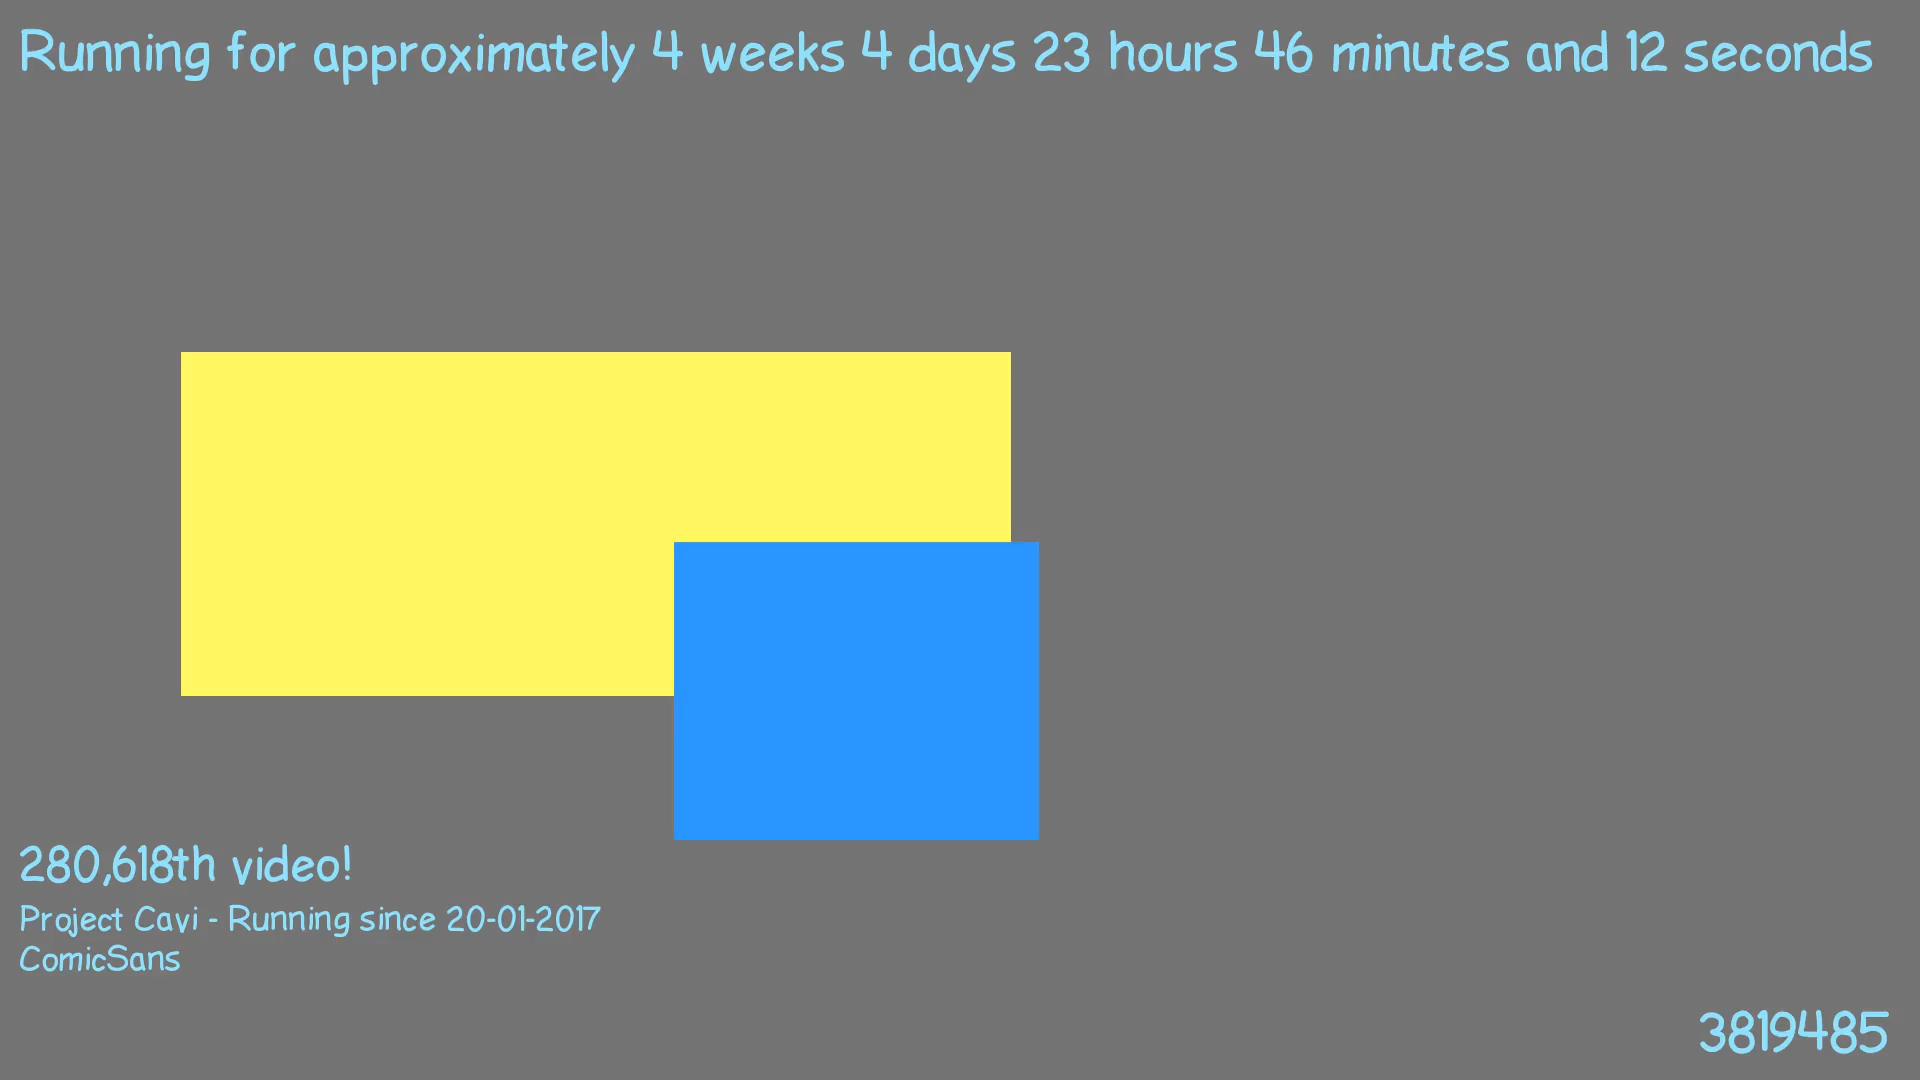 Running for approximately 4 weeks 4 days 23 hours 46 minutes and 12 seconds
280,618th video!
Project Cavi - Running since 20-01-2017
ComicSans
3819485